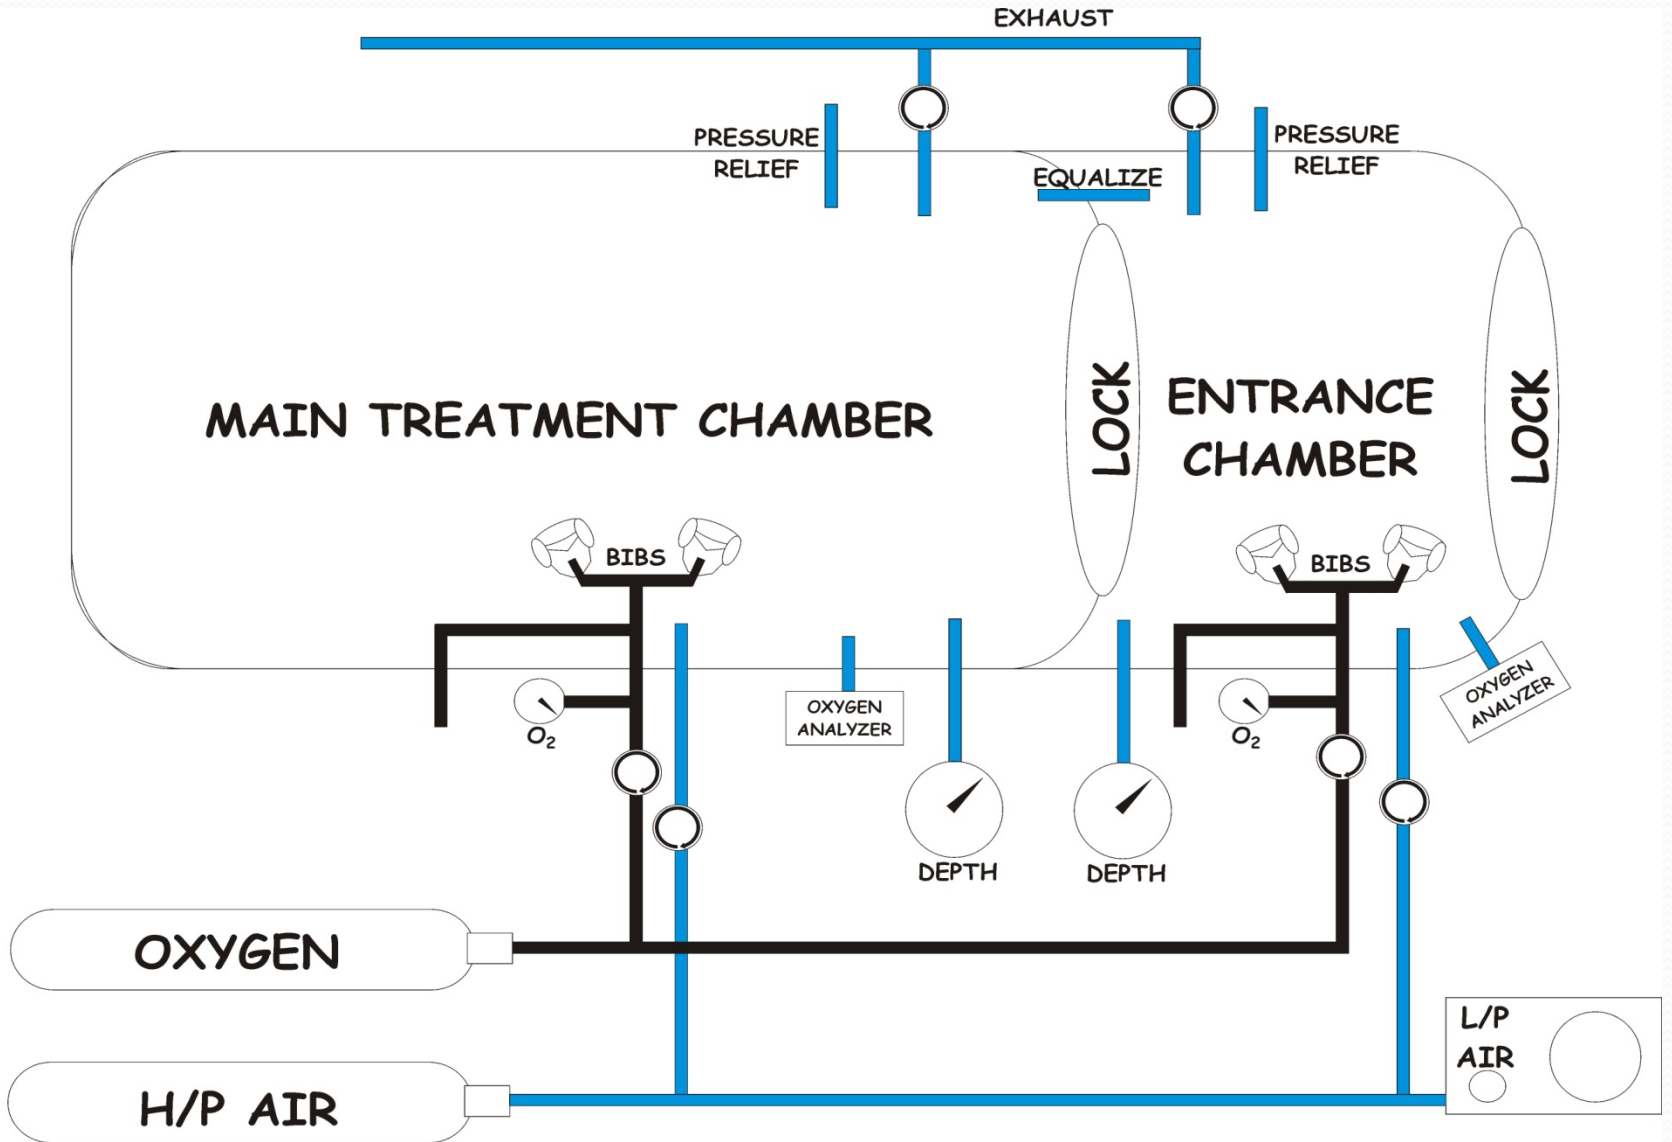 EXHAUST
PRESSURE
RELIEF
PRESSURE
RELIEF
EQUALIZE
MAIN TREATMENT CHAMBER
LOCK
ENTRANCE
CHAMBER
LOCK
BIBS
BIBS
O₂
OXYGEN
ANALYZER
O₂
OXYGEN
ANALYZER
DEPTH
DEPTH
OXYGEN
L/P
AIR
H/P AIR